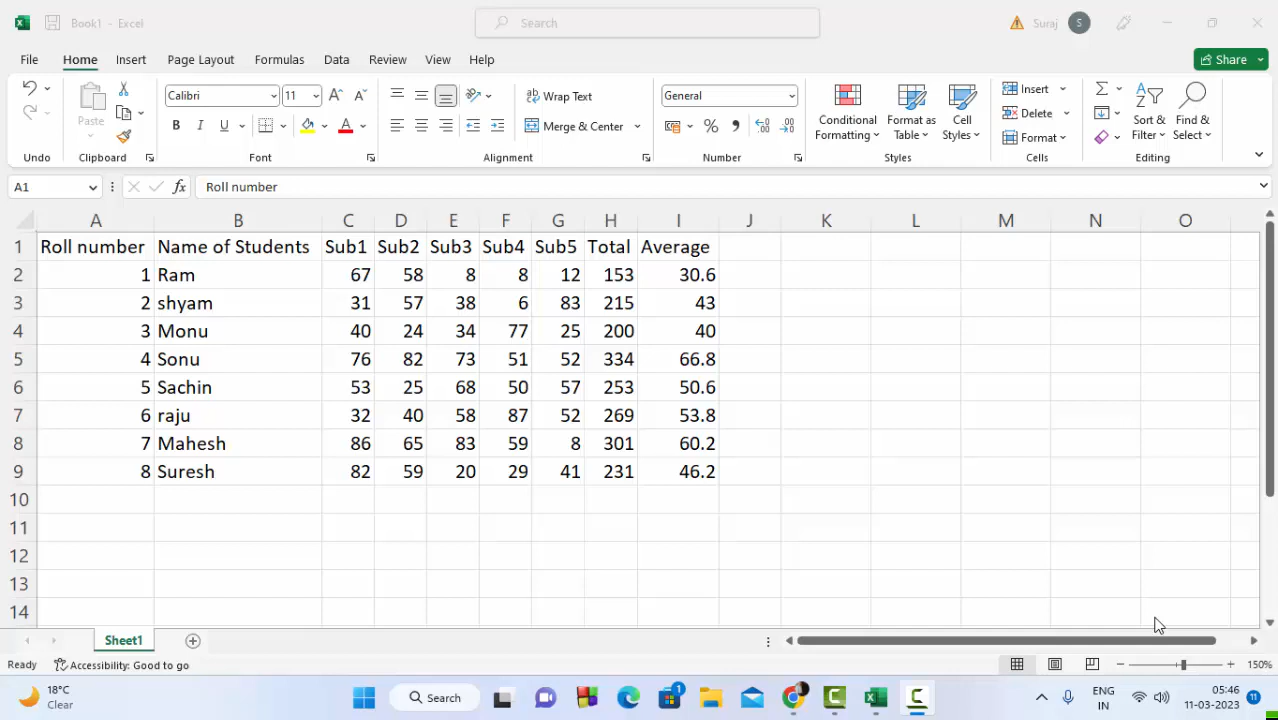 Book1 - Excel
Search
Suraj
S
File Home Insert Page Layout Formulas Data Review View Help
Share
Undo
Paste
Clipboard
Calibri 11
B I U
Font
Wrap Text
Merge & Center
Alignment
General
Number
Conditional Formatting
Format as Table
Cell Styles
Styles
Insert
Delete
Format
Cells
Sort & Filter
Find & Select
Editing
A1 fx Roll number
A B C D E F G H I J K L M N O
1 Roll number Name of Students Sub1 Sub2 Sub3 Sub4 Sub5 Total Average
2 1 Ram 67 58 8 8 12 153 30.6
3 2 shyam 31 57 38 6 83 215 43
4 3 Monu 40 24 34 77 25 200 40
5 4 Sonu 76 82 73 51 52 334 66.8
6 5 Sachin 53 25 68 50 57 253 50.6
7 6 raju 32 40 58 87 52 269 53.8
8 7 Mahesh 86 65 83 59 8 301 60.2
9 8 Suresh 82 59 20 29 41 231 46.2
10
11
12
13
14
Sheet1
Ready Accessibility: Good to go 150%
18°C
Clear
Search
1
ENG
IN
05:46
11-03-2023
11